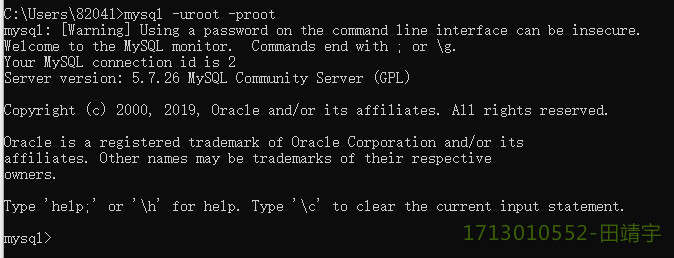 C:\Users\82041>mysql -uroot -proot
mysql: [Warning] Using a password on the command line interface can be insecure.
Welcome to the MySQL monitor.  Commands end with ; or \g.
Your MySQL connection id is 2
Server version: 5.7.26 MySQL Community Server (GPL)
Copyright (c) 2000, 2019, Oracle and/or its affiliates. All rights reserved.
Oracle is a registered trademark of Oracle Corporation and/or its
affiliates. Other names may be trademarks of their respective
owners.
Type 'help;' or '\h' for help. Type '\c' to clear the current input statement.
mysql>
1713010552-田靖宇